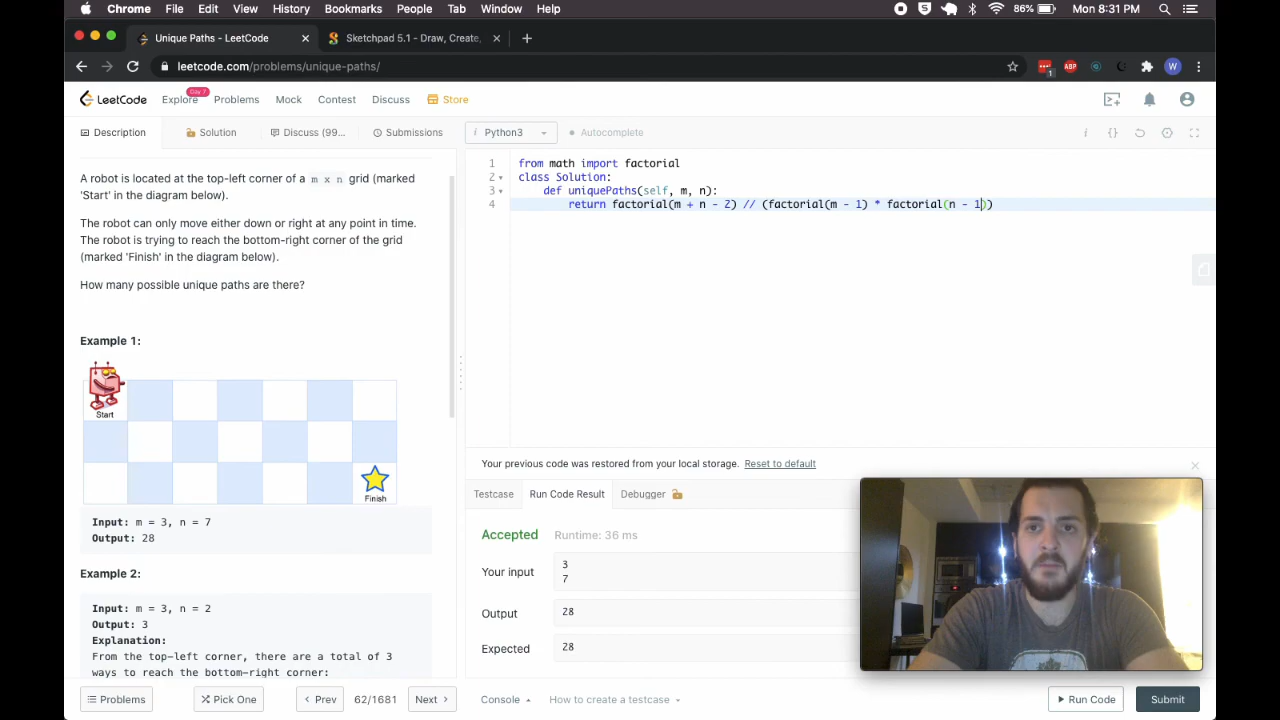 Chrome File Edit View History Bookmarks People Tab Window Help 86% Mon 8:31 PM
Unique Paths - LeetCode × Sketchpad 5.1 - Draw, Create, × +
leetcode.com/problems/unique-paths/ 1 ABP W
LeetCode Explore Day 7 Problems Mock Contest Discuss Store
Description Solution Discuss (99... Submissions i Python3 Autocomplete i {}
A robot is located at the top-left corner of a m x n grid (marked
'Start' in the diagram below).
The robot can only move either down or right at any point in time.
The robot is trying to reach the bottom-right corner of the grid
(marked 'Finish' in the diagram below).
How many possible unique paths are there?
Example 1:
Start
Finish
Input: m = 3, n = 7
Output: 28
Example 2:
Input: m = 3, n = 2
Output: 3
Explanation:
From the top-left corner, there are a total of 3
ways to reach the bottom-right corner:
1 from math import factorial
2 class Solution:
3 def uniquePaths(self, m, n):
4 return factorial(m + n - 2) // (factorial(m - 1) * factorial(n - 1))
Your previous code was restored from your local storage. Reset to default
Testcase Run Code Result Debugger
Accepted Runtime: 36 ms
Your input 3
7
Output 28
Expected 28
Problems Pick One Prev 62/1681 Next Console How to create a testcase Run Code Submit